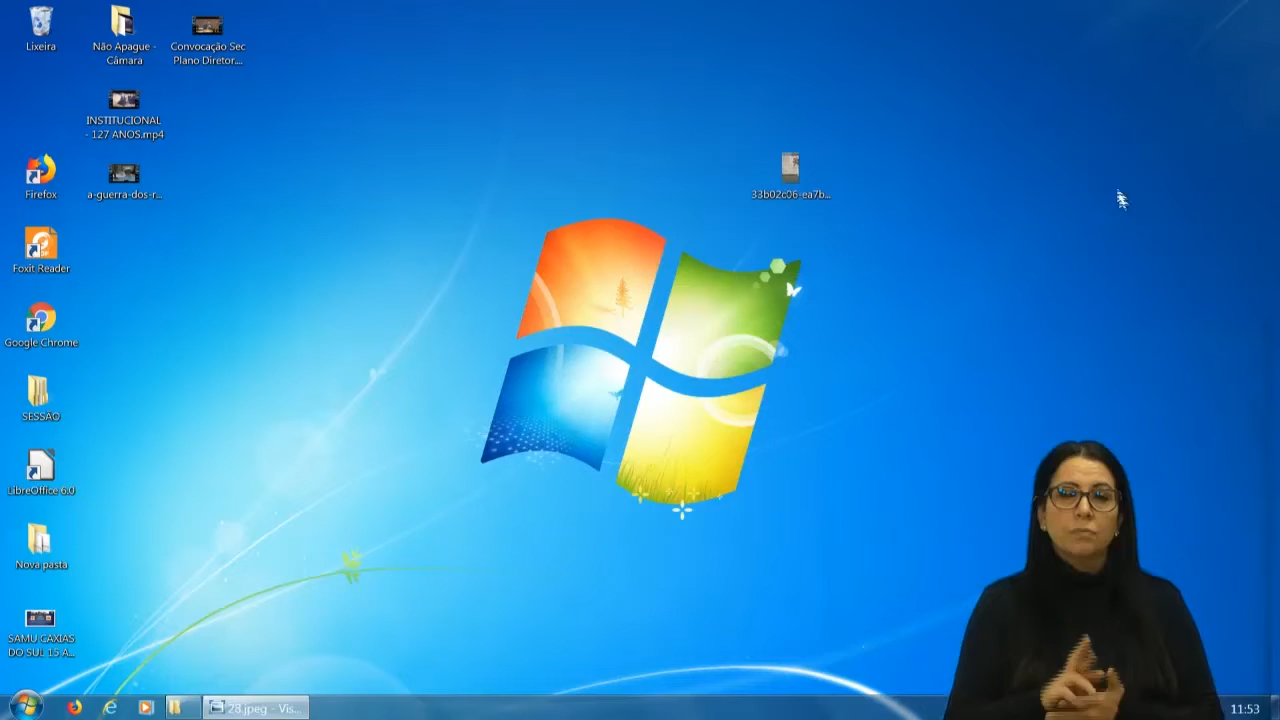 Lixeira
Não Apague -
Câmara
Convocação Sec
Plano Diretor....
INSTITUCIONAL
- 127 ANOS.mp4
Firefox
a-guerra-dos-r...
33b02c06-ea7b...
Foxit Reader
Google Chrome
SESSÃO
LibreOffice 6.0
Nova pasta
SAMU CAXIAS
DO SUL 15 A...
28.jpeg - Vis...
11:53